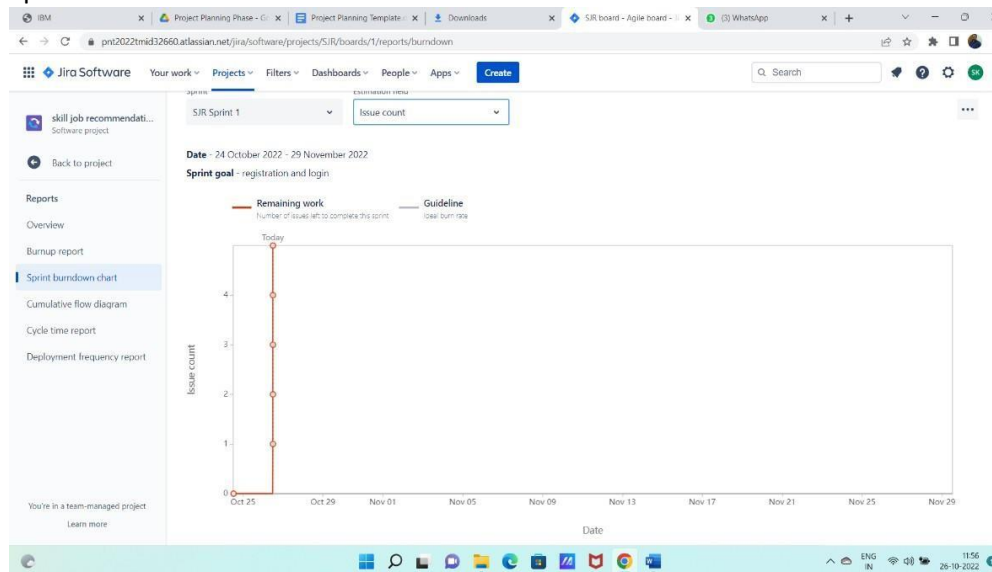 IBM
Project Planning Phase - Go
Project Planning Template -
Downloads
SJR board - Agile board -
(3) WhatsApp
pnt2022tmid32660.atlassian.net/jira/software/projects/SJR/boards/1/reports/burndown
Jira Software Your work Projects Filters Dashboards People Apps Create Search SK
Sprint Estimation field
SJR Sprint 1 Issue count
skill job recommendati...
Software project
Back to project
Reports
Overview
Burnup report
Sprint burndown chart
Cumulative flow diagram
Cycle time report
Deployment frequency report
You're in a team-managed project
Learn more
Date - 24 October 2022 - 29 November 2022
Sprint goal - registration and login
Remaining work
Number of issues left to complete this sprint
Guideline
Ideal burn rate
Today
Issue count
4
3
2
1
0
Oct 25 Oct 29 Nov 01 Nov 05 Nov 09 Nov 13 Nov 17 Nov 21 Nov 25 Nov 29
Date
ENG
IN
11:56
26-10-2022